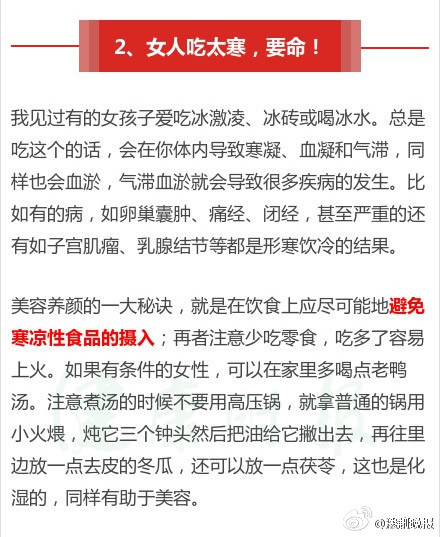 2、女人吃太寒，要命！
我见过有的女孩子爱吃冰激凌、冰砖或喝冰水。总是
吃这个的话，会在你体内导致寒凝、血凝和气滞，同
样也会血淤，气滞血淤就会导致很多疾病的发生。比
如有的病，如卵巢囊肿、痛经、闭经，甚至严重的还
有如子宫肌瘤、乳腺结节等都是形寒饮冷的结果。
美容养颜的一大秘诀，就是在饮食上应尽可能地避免
寒凉性食品的摄入；再者注意少吃零食，吃多了容易
上火。如果有条件的女性，可以在家里多喝点老鸭
汤。注意煮汤的时候不要用高压锅，就拿普通的锅用
小火煨，炖它三个钟头然后把油给它撇出去，再往里
边放一点去皮的冬瓜，还可以放一点茯苓，这也是化
湿的，同样有助于美容。